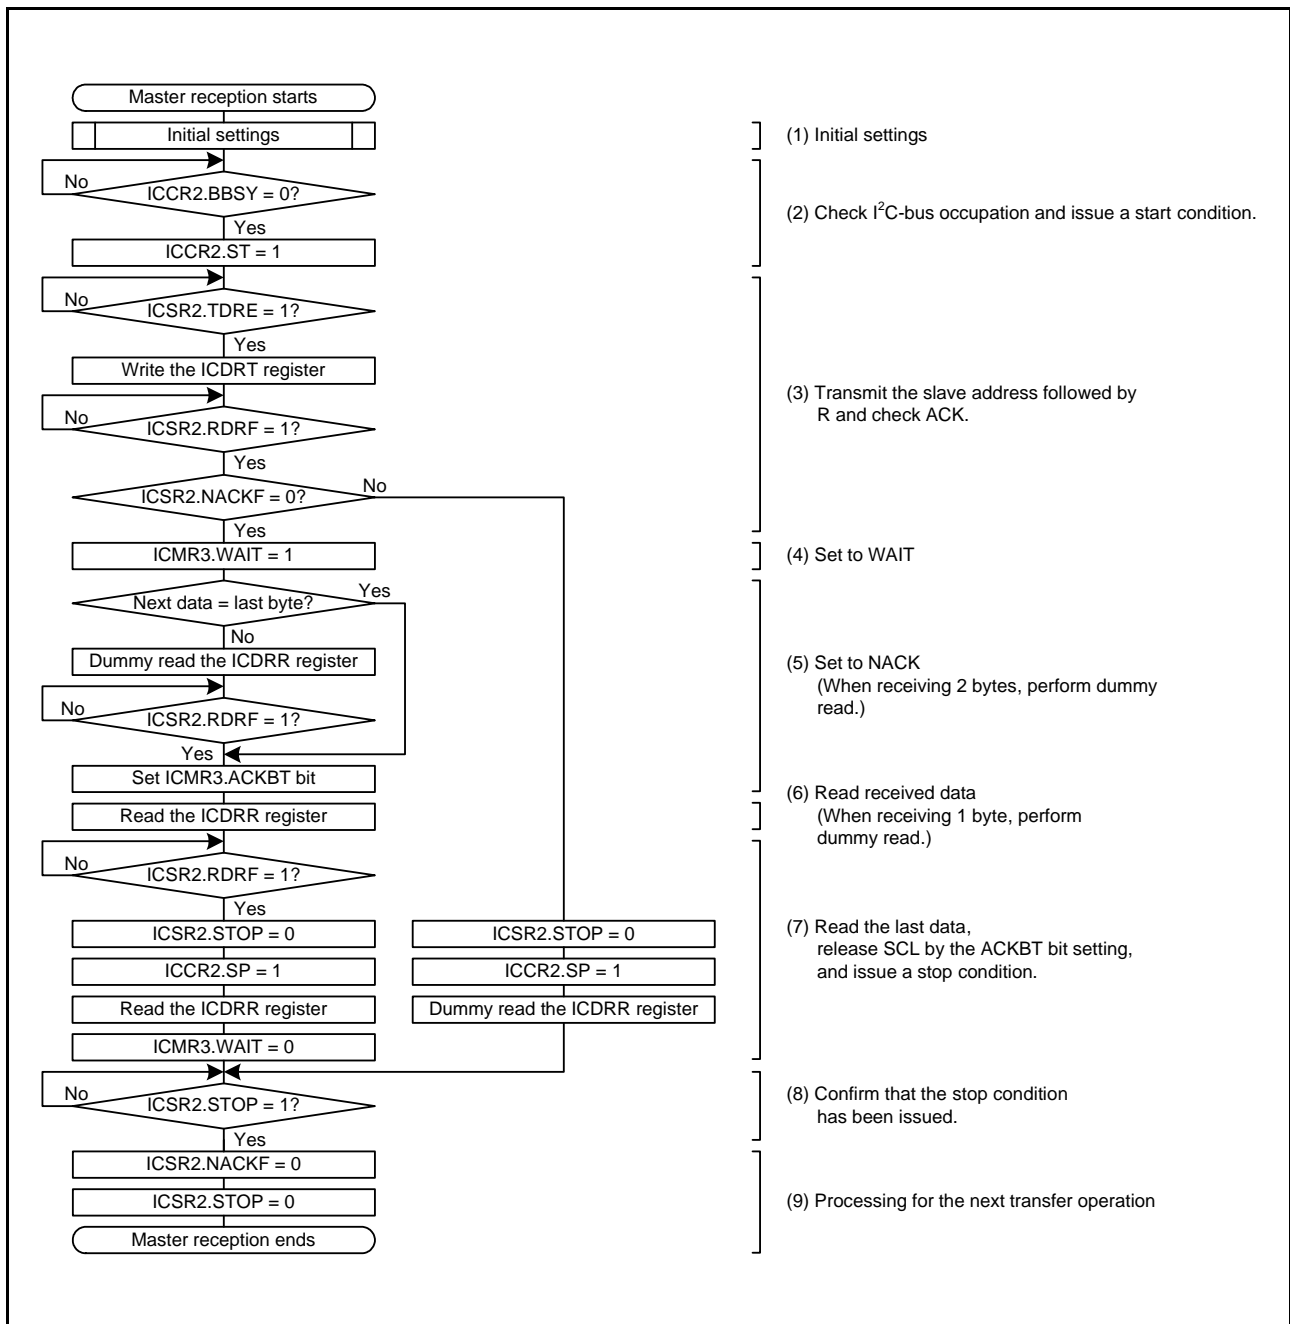 Master reception starts
Initial settings
(1) Initial settings
No
ICCR2.BBSY = 0?
Yes
ICCR2.ST = 1
(2) Check I²C-bus occupation and issue a start condition.
No
ICSR2.TDRE = 1?
Yes
Write the ICDRT register
No
ICSR2.RDRF = 1?
Yes
ICSR2.NACKF = 0?
No
Yes
(3) Transmit the slave address followed by
R and check ACK.
ICMR3.WAIT = 1
(4) Set to WAIT
Next data = last byte?
Yes
No
Dummy read the ICDRR register
No
ICSR2.RDRF = 1?
Yes
Set ICMR3.ACKBT bit
(5) Set to NACK
(When receiving 2 bytes, perform dummy
read.)
Read the ICDRR register
(6) Read received data
(When receiving 1 byte, perform
dummy read.)
No
ICSR2.RDRF = 1?
Yes
ICSR2.STOP = 0
ICCR2.SP = 1
Read the ICDRR register
ICMR3.WAIT = 0
ICSR2.STOP = 0
ICCR2.SP = 1
Dummy read the ICDRR register
(7) Read the last data,
release SCL by the ACKBT bit setting,
and issue a stop condition.
No
ICSR2.STOP = 1?
Yes
(8) Confirm that the stop condition
has been issued.
ICSR2.NACKF = 0
ICSR2.STOP = 0
Master reception ends
(9) Processing for the next transfer operation